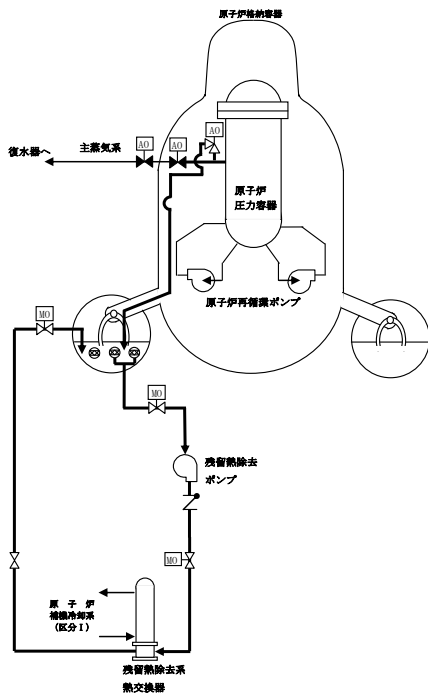 原子炉格納容器
AO
主蒸気系
AO
AO
復水器へ
原子炉
圧力容器
原子炉再循環ポンプ
MO
MO
残留熱除去
ポンプ
MO
原子炉
補機冷却系
(区分Ⅰ)
残留熱除去系
熱交換器